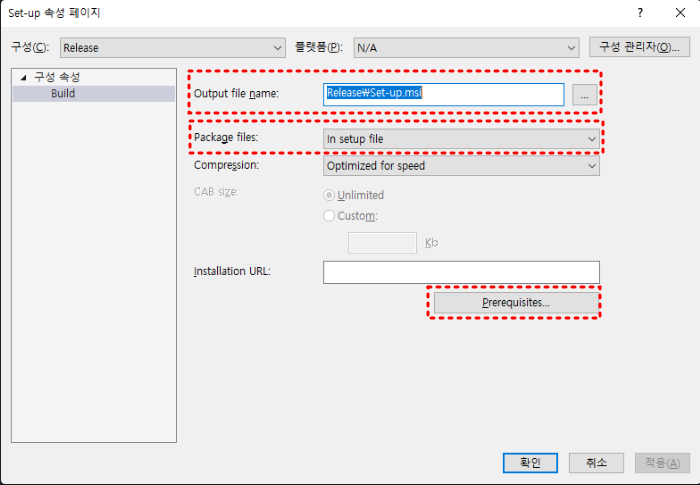 Set-up 속성 페이지
구성(C): Release 플랫폼(P): N/A 구성 관리자(O)...
구성 속성
Build
Output file name: Release₩Set-up.msi ...
Package files: In setup file
Compression: Optimized for speed
CAB size: Unlimited
Custom:
Kb
Installation URL:
Prerequisites...
확인 취소 적용(A)